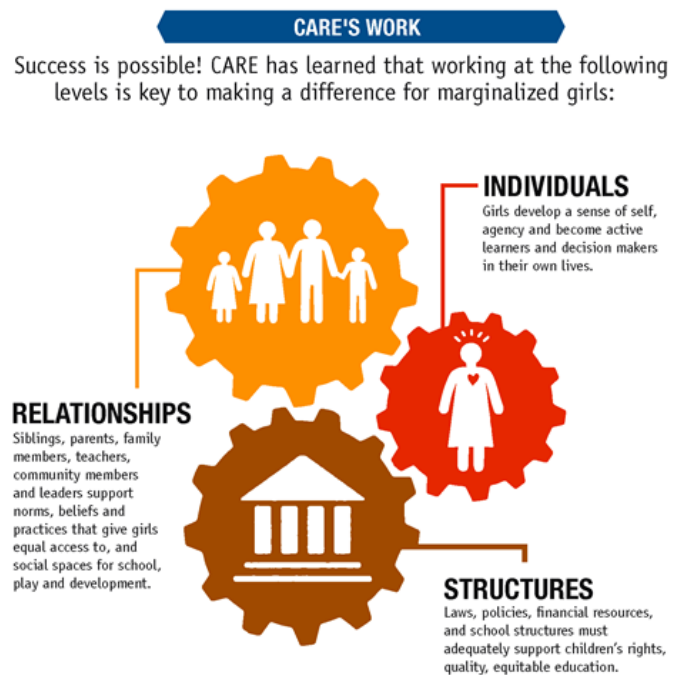 CARE'S WORK
Success is possible! CARE has learned that working at the following
levels is key to making a difference for marginalized girls:
INDIVIDUALS
Girls develop a sense of self,
agency and become active
learners and decision makers
in their own lives.
RELATIONSHIPS
Siblings, parents, family
members, teachers,
community members
and leaders support
norms, beliefs and
practices that give girls
equal access to, and
social spaces for school,
play and development.
STRUCTURES
Laws, policies, financial resources,
and school structures must
adequately support children's rights,
quality, equitable education.